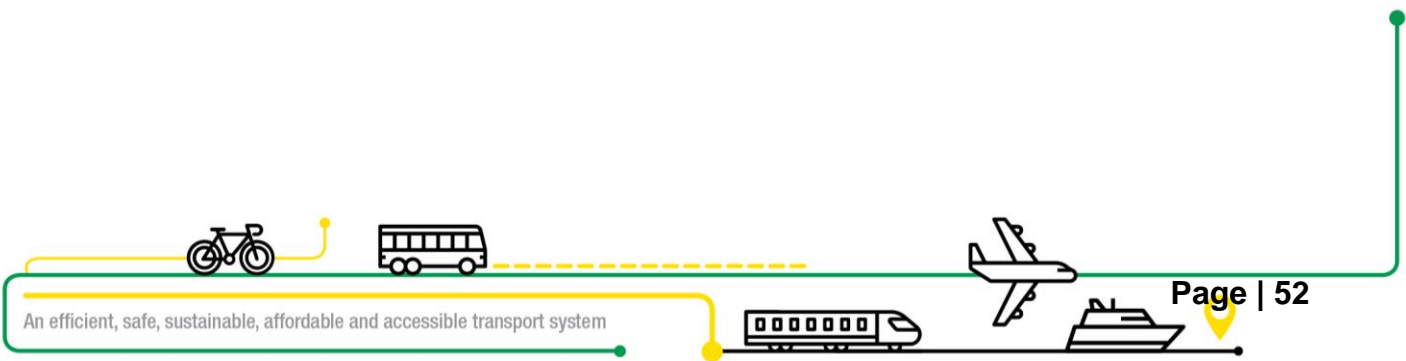 Page | 52
An efficient, safe, sustainable, affordable and accessible transport system